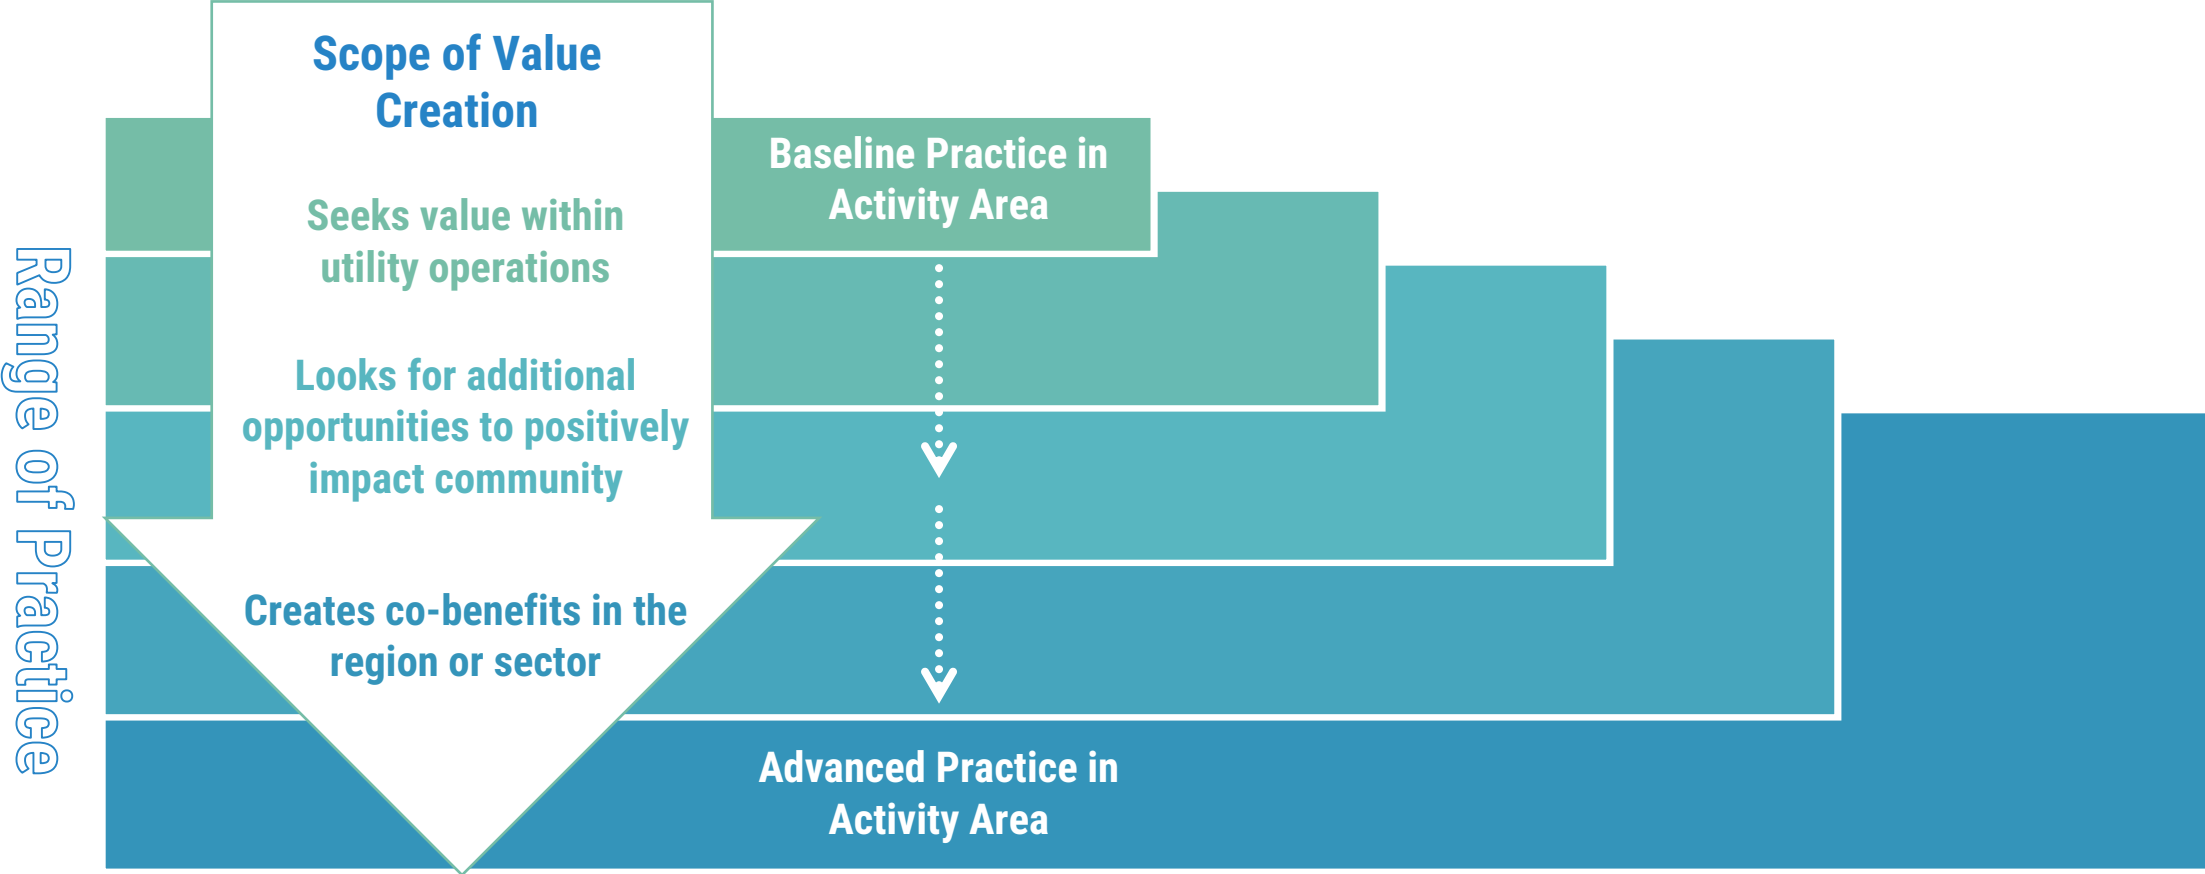 Range of Practice
Scope of Value
Creation
Seeks value within
utility operations
Looks for additional
opportunities to positively
impact community
Creates co-benefits in the
region or sector
Baseline Practice in
Activity Area
Advanced Practice in
Activity Area